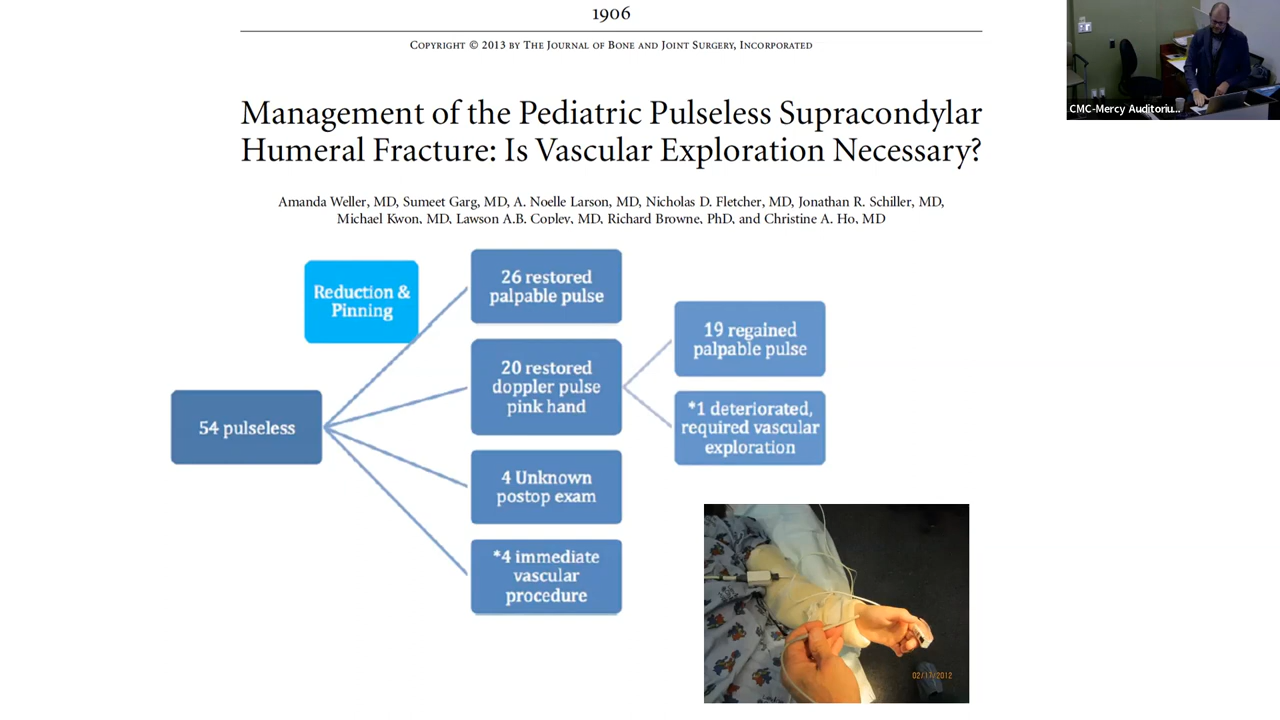 1906
COPYRIGHT © 2013 BY THE JOURNAL OF BONE AND JOINT SURGERY, INCORPORATED
Management of the Pediatric Pulseless Supracondylar
Humeral Fracture: Is Vascular Exploration Necessary?
Amanda Weller, MD, Sumeet Garg, MD, A. Noelle Larson, MD, Nicholas D. Fletcher, MD, Jonathan R. Schiller, MD,
Michael Kwon, MD, Lawson A.B. Copley, MD, Richard Browne, PhD, and Christine A. Ho, MD
Reduction &
Pinning
54 pulseless
26 restored
palpable pulse
20 restored
doppler pulse
pink hand
4 Unknown
postop exam
*4 immediate
vascular
procedure
19 regained
palpable pulse
*1 deteriorated,
required vascular
exploration
02/17/2012
CMC-Mercy Auditoriu...